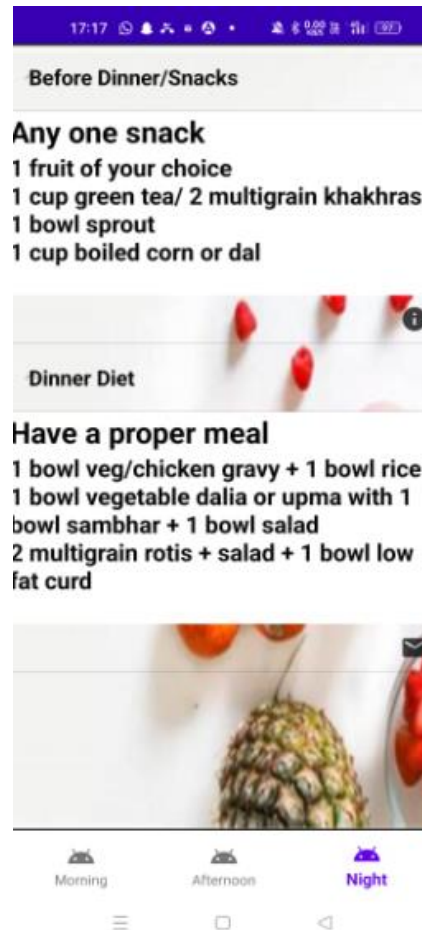 17:17
Before Dinner/Snacks
Any one snack
1 fruit of your choice
1 cup green tea/ 2 multigrain khakhras
1 bowl sprout
1 cup boiled corn or dal
Dinner Diet
Have a proper meal
1 bowl veg/chicken gravy + 1 bowl rice
1 bowl vegetable dalia or upma with 1
bowl sambhar + 1 bowl salad
2 multigrain rotis + salad + 1 bowl low
fat curd
Morning Afternoon Night